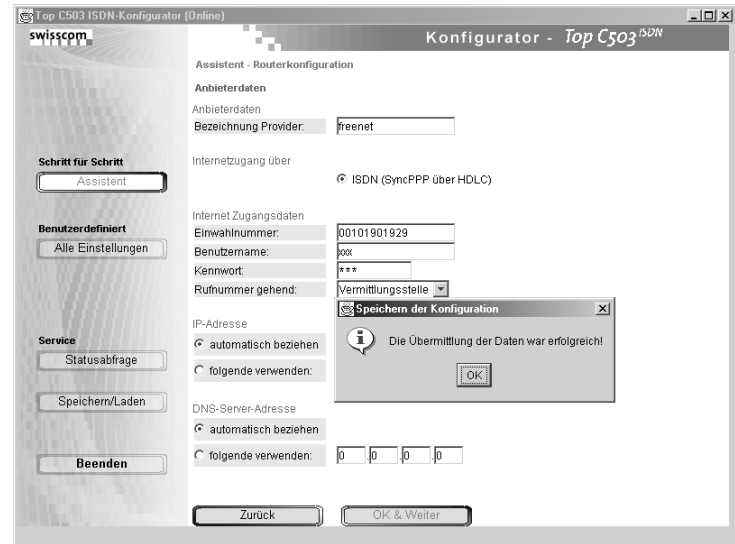 Top C503 ISDN-Konfigurator (Online)
swisscom
Konfigurator - Top C503 ISDN
Assistent - Routerkonfiguration
Anbieterdaten
Anbieterdaten
Bezeichnung Provider: freenet
Schritt für Schritt
Assistent
Internetzugang über
ISDN (SyncPPP über HDLC)
Benutzerdefiniert
Alle Einstellungen
Internet Zugangsdaten
Einwahlnummer: 00101901929
Benutzername: xxx
Kennwort: ***
Rufnummer gehend: Vermittlungsstelle
Speichern der Konfiguration
Die Übermittlung der Daten war erfolgreich!
OK
Service
Statusabfrage
Speichern/Laden
Beenden
IP-Adresse
automatisch beziehen
folgende verwenden:
DNS-Server-Adresse
automatisch beziehen
folgende verwenden: 0 .0 .0 .0
Zurück
OK & Weiter